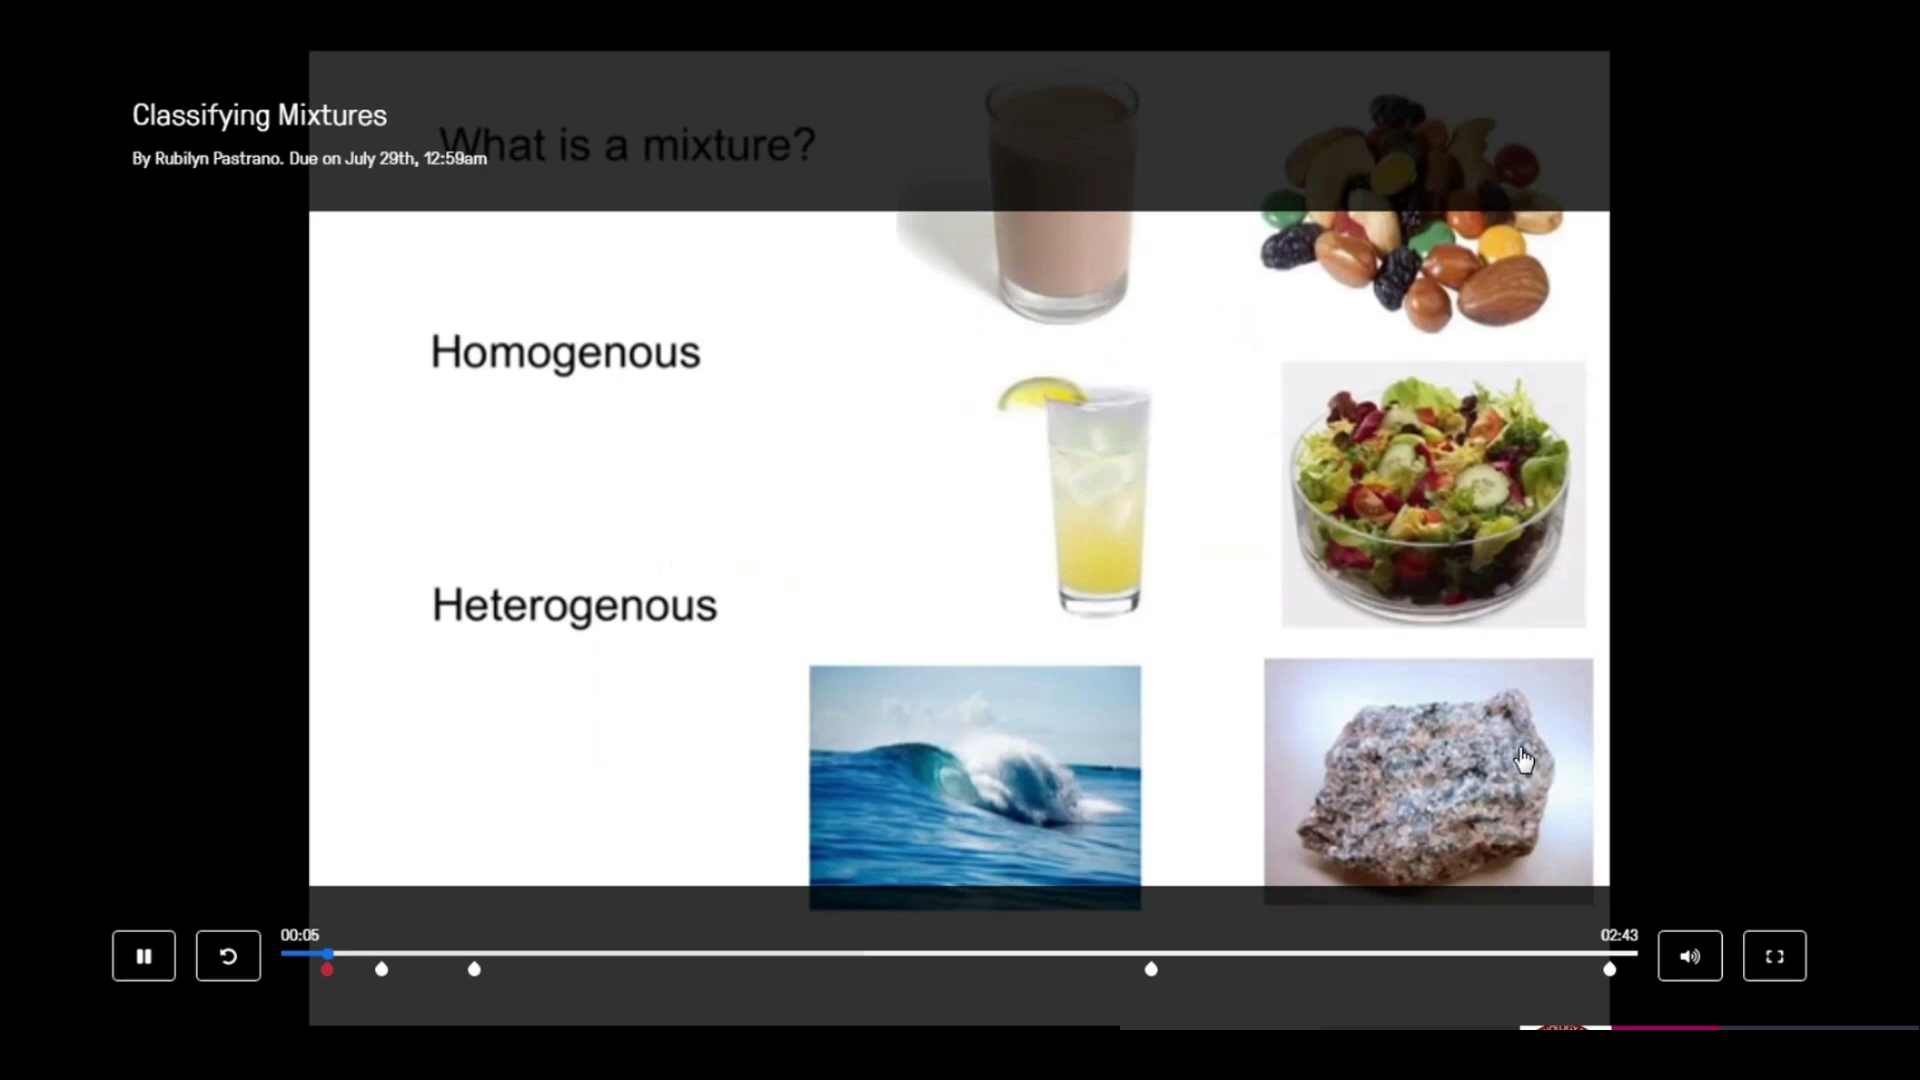 Classifying Mixtures
What is a mixture?
By Rubilyn Pastrano. Due on July 29th, 12:59am
Homogenous
Heterogenous
00:05
02:43